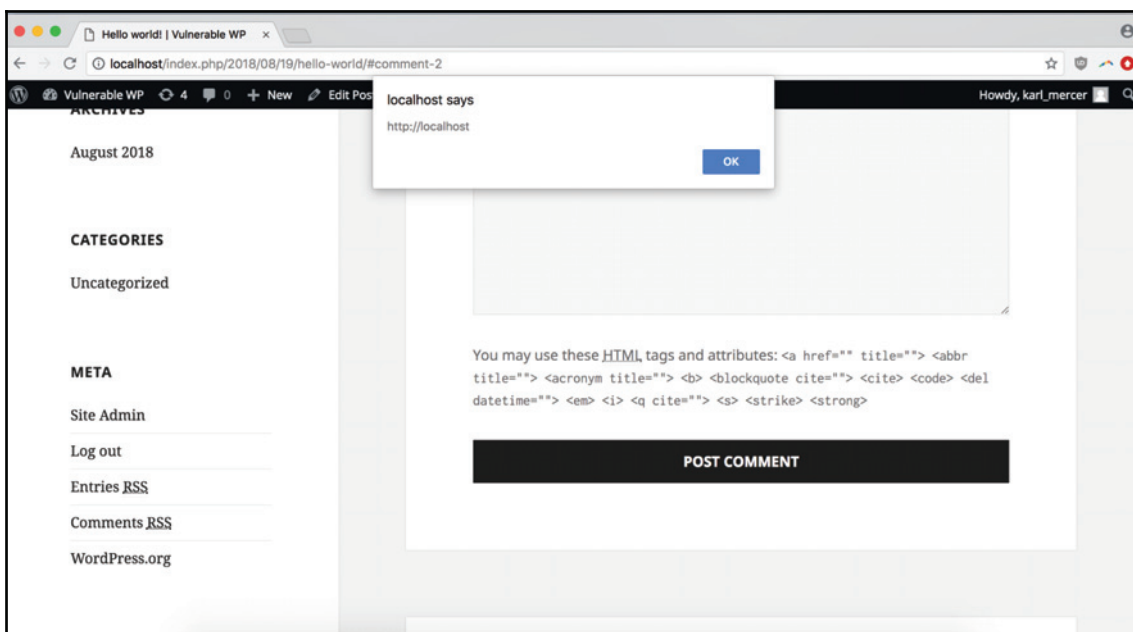 Hello world! | Vulnerable WP
localhost/index.php/2018/08/19/hello-world/#comment-2
Vulnerable WP 4 0 + New Edit Pos
Howdy, karl_mercer
localhost says
http://localhost
OK
ARCHIVES
August 2018
CATEGORIES
Uncategorized
META
Site Admin
Log out
Entries RSS
Comments RSS
WordPress.org
You may use these HTML tags and attributes: <a href="" title=""> <abbr
title=""> <acronym title=""> <b> <blockquote cite=""> <cite> <code> <del
datetime=""> <em> <i> <q cite=""> <s> <strike> <strong>
POST COMMENT